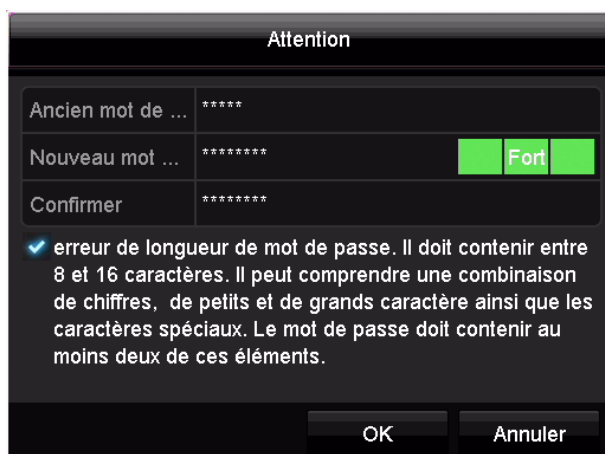 Attention
Ancien mot de ... *****
Nouveau mot ... ******** Fort
Confirmer ********
erreur de longueur de mot de passe. Il doit contenir entre
8 et 16 caractères. Il peut comprendre une combinaison
de chiffres, de petits et de grands caractère ainsi que les
caractères spéciaux. Le mot de passe doit contenir au
moins deux de ces éléments.
OK Annuler